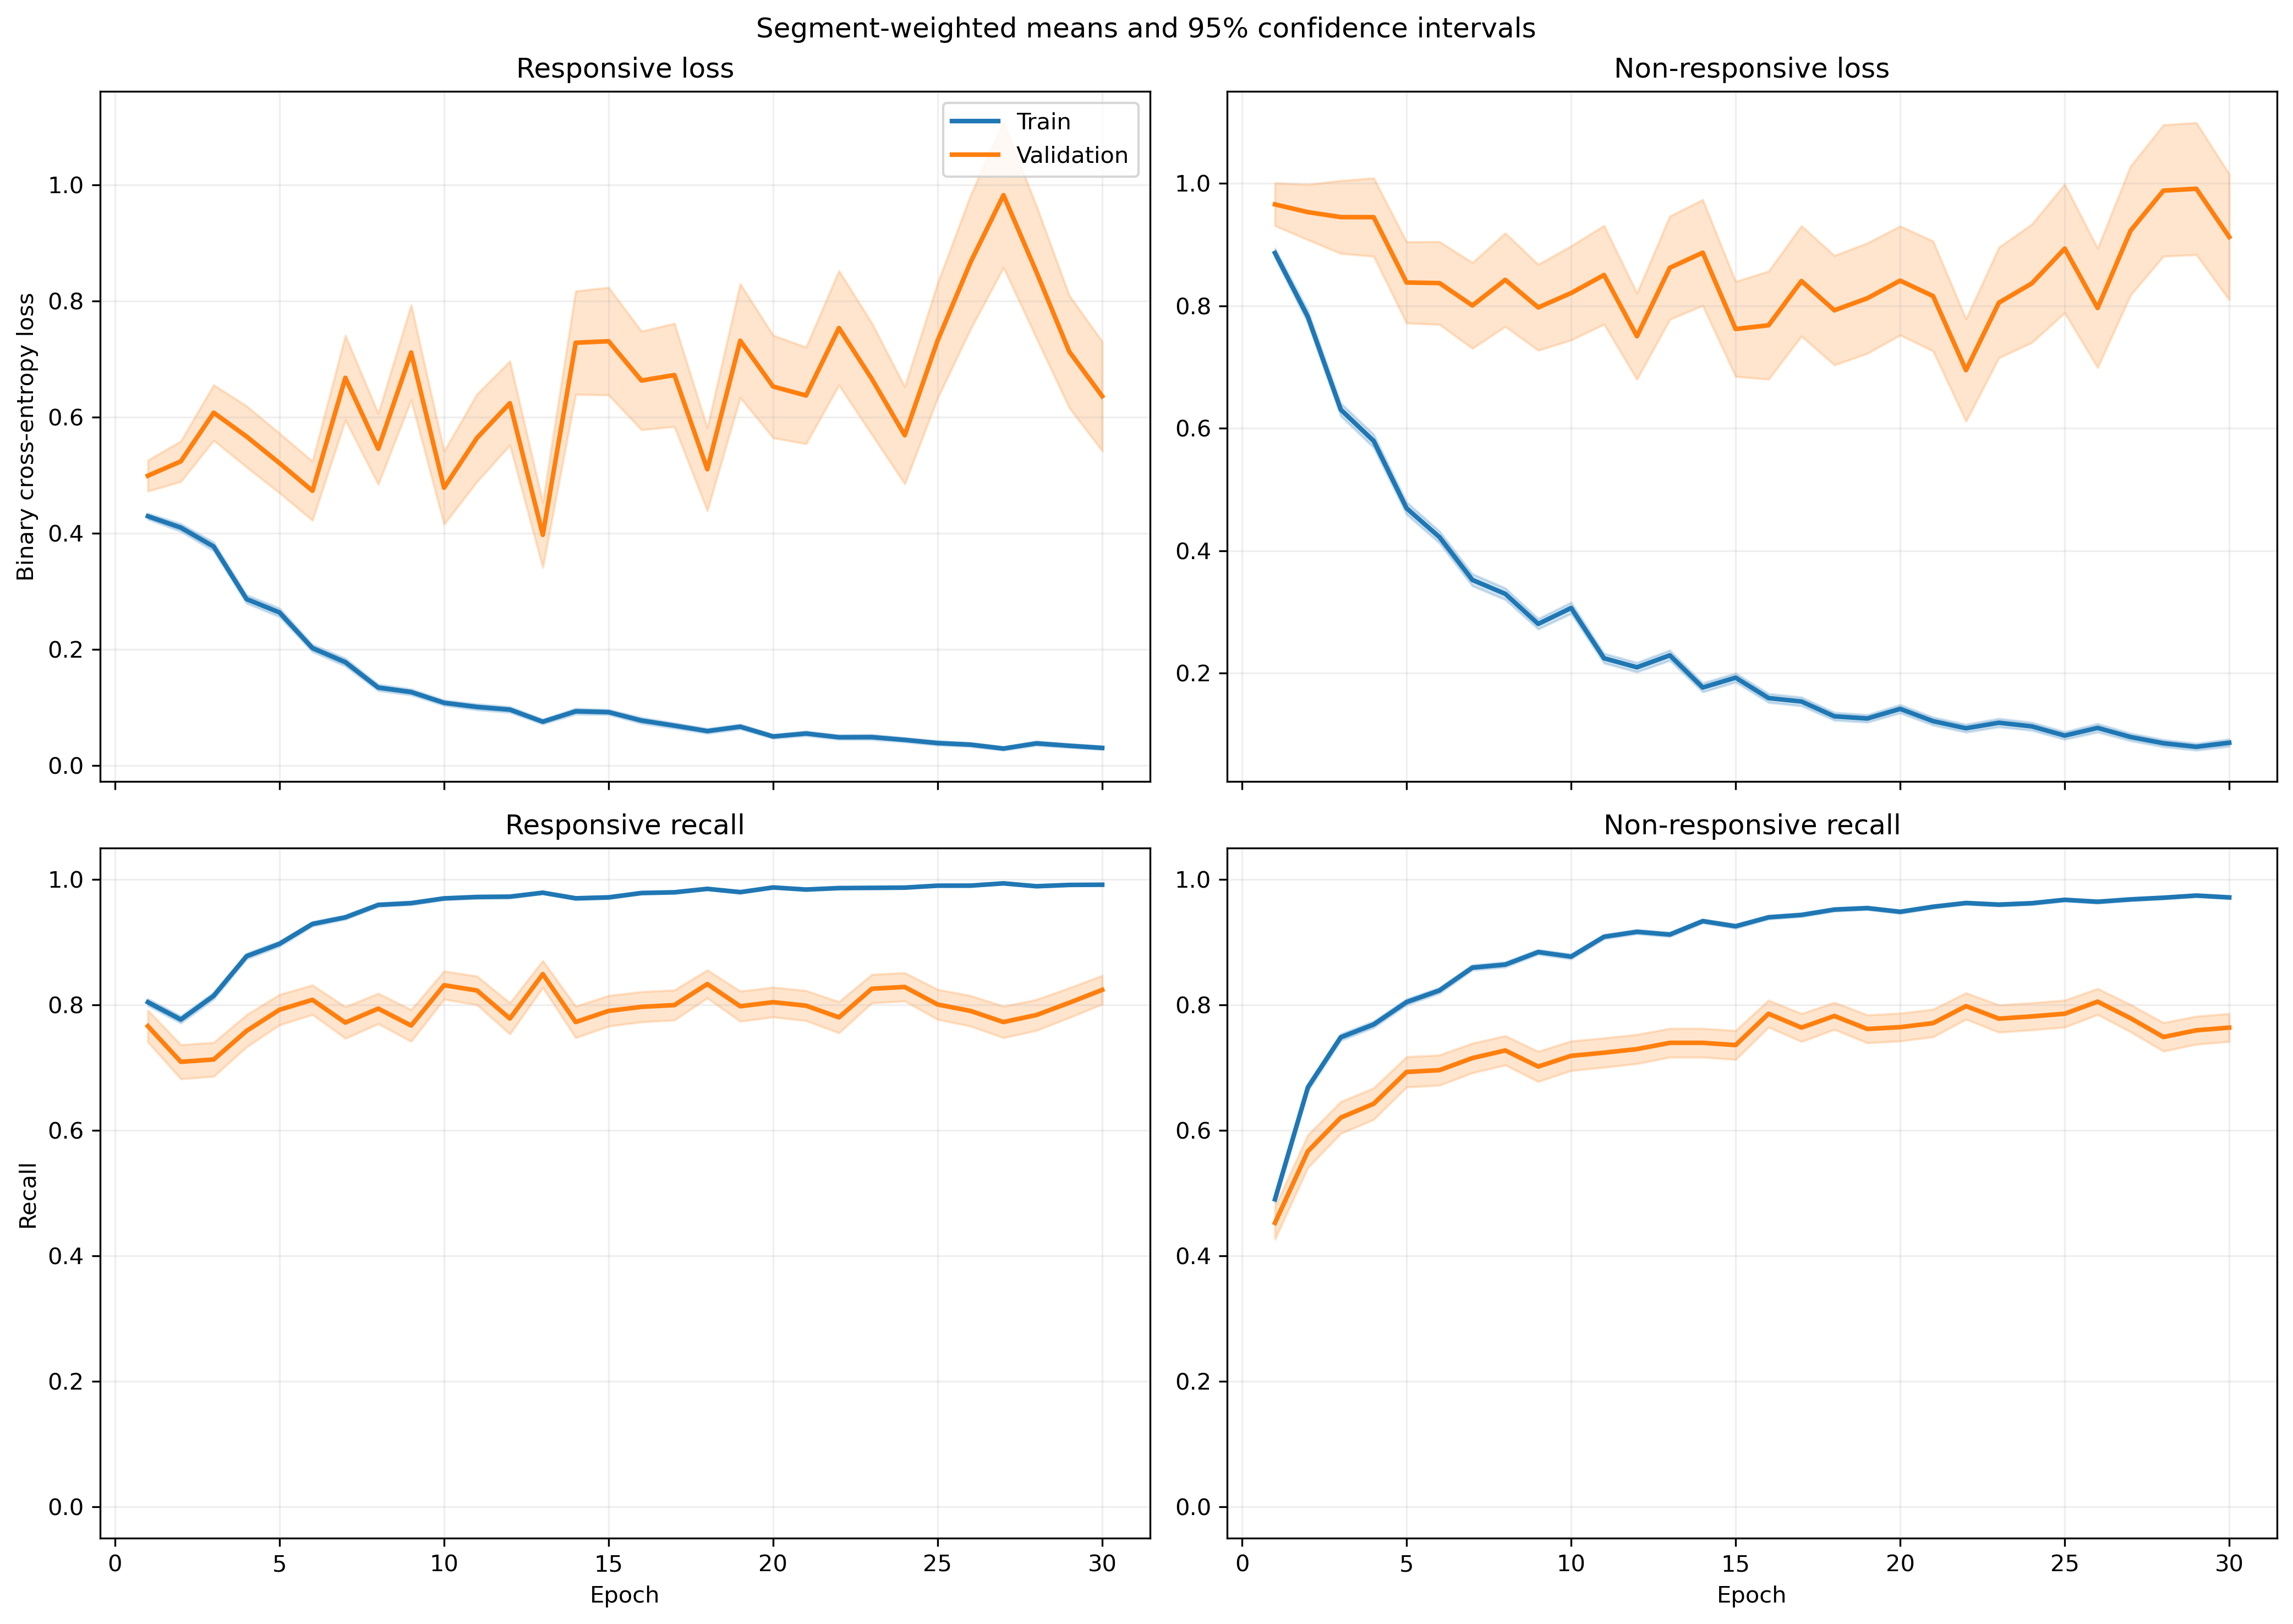 Segment-weighted means and 95% confidence intervals
Responsive loss
Train
Validation
Binary cross-entropy loss
1.0
0.8
0.6
0.4
0.2
0.0
Non-responsive loss
1.0
0.8
0.6
0.4
0.2
Responsive recall
Recall
1.0
0.8
0.6
0.4
0.2
0.0
0 5 10 15 20 25 30
Epoch
Non-responsive recall
1.0
0.8
0.6
0.4
0.2
0.0
0 5 10 15 20 25 30
Epoch